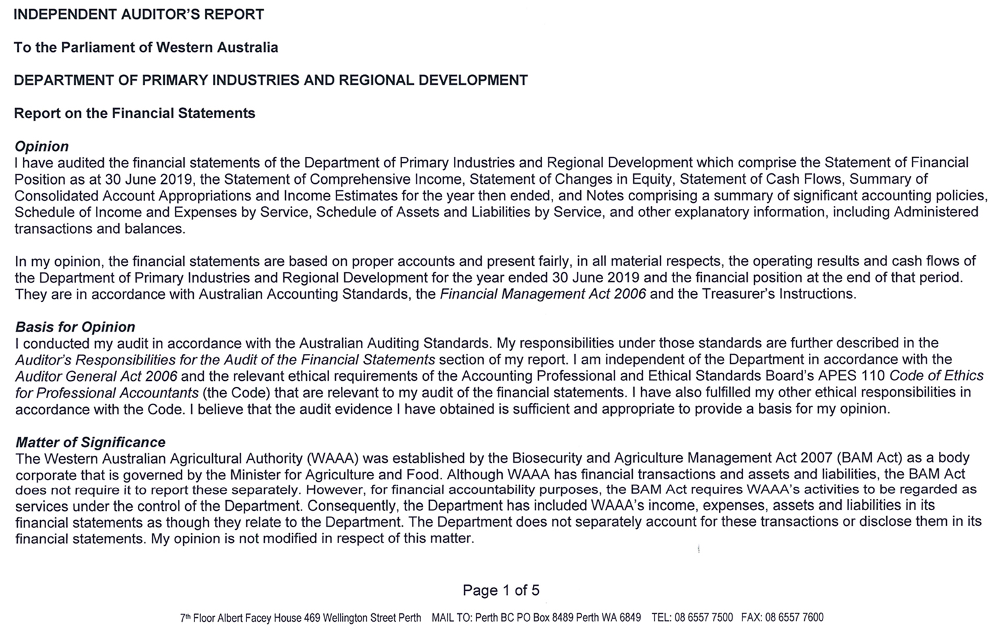 INDEPENDENT AUDITOR'S REPORT
To the Parliament of Western Australia
DEPARTMENT OF PRIMARY INDUSTRIES AND REGIONAL DEVELOPMENT
Report on the Financial Statements
Opinion
I have audited the financial statements of the Department of Primary Industries and Regional Development which comprise the Statement of Financial
Position as at 30 June 2019, the Statement of Comprehensive Income, Statement of Changes in Equity, Statement of Cash Flows, Summary of
Consolidated Account Appropriations and Income Estimates for the year then ended, and Notes comprising a summary of significant accounting policies,
Schedule of Income and Expenses by Service, Schedule of Assets and Liabilities by Service, and other explanatory information, including Administered
transactions and balances.
In my opinion, the financial statements are based on proper accounts and present fairly, in all material respects, the operating results and cash flows of
the Department of Primary Industries and Regional Development for the year ended 30 June 2019 and the financial position at the end of that period.
They are in accordance with Australian Accounting Standards, the Financial Management Act 2006 and the Treasurer's Instructions.
Basis for Opinion
I conducted my audit in accordance with the Australian Auditing Standards. My responsibilities under those standards are further described in the
Auditor's Responsibilities for the Audit of the Financial Statements section of my report. I am independent of the Department in accordance with the
Auditor General Act 2006 and the relevant ethical requirements of the Accounting Professional and Ethical Standards Board's APES 110 Code of Ethics
for Professional Accountants (the Code) that are relevant to my audit of the financial statements. I have also fulfilled my other ethical responsibilities in
accordance with the Code. I believe that the audit evidence I have obtained is sufficient and appropriate to provide a basis for my opinion.
Matter of Significance
The Western Australian Agricultural Authority (WAAA) was established by the Biosecurity and Agriculture Management Act 2007 (BAM Act) as a body
corporate that is governed by the Minister for Agriculture and Food. Although WAAA has financial transactions and assets and liabilities, the BAM Act
does not require it to report these separately. However, for financial accountability purposes, the BAM Act requires WAAA's activities to be regarded as
services under the control of the Department. Consequently, the Department has included WAAA's income, expenses, assets and liabilities in its
financial statements as though they relate to the Department. The Department does not separately account for these transactions or disclose them in its
financial statements. My opinion is not modified in respect of this matter.
Page 1 of 5
7th Floor Albert Facey House 469 Wellington Street Perth MAIL TO: Perth BC PO Box 8489 Perth WA 6849 TEL: 08 6557 7500 FAX: 08 6557 7600